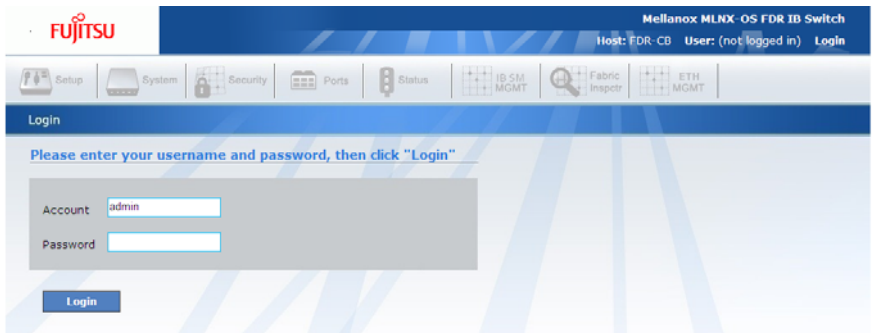 FUJITSU
Mellanox MLNX-OS FDR IB Switch
Host: FDR-CB User: (not logged in) Login
Setup
System
Security
Ports
Status
IB SM
MGMT
Fabric
Inspctr
ETH
MGMT
Login
Please enter your username and password, then click "Login"
Account admin
Password
Login